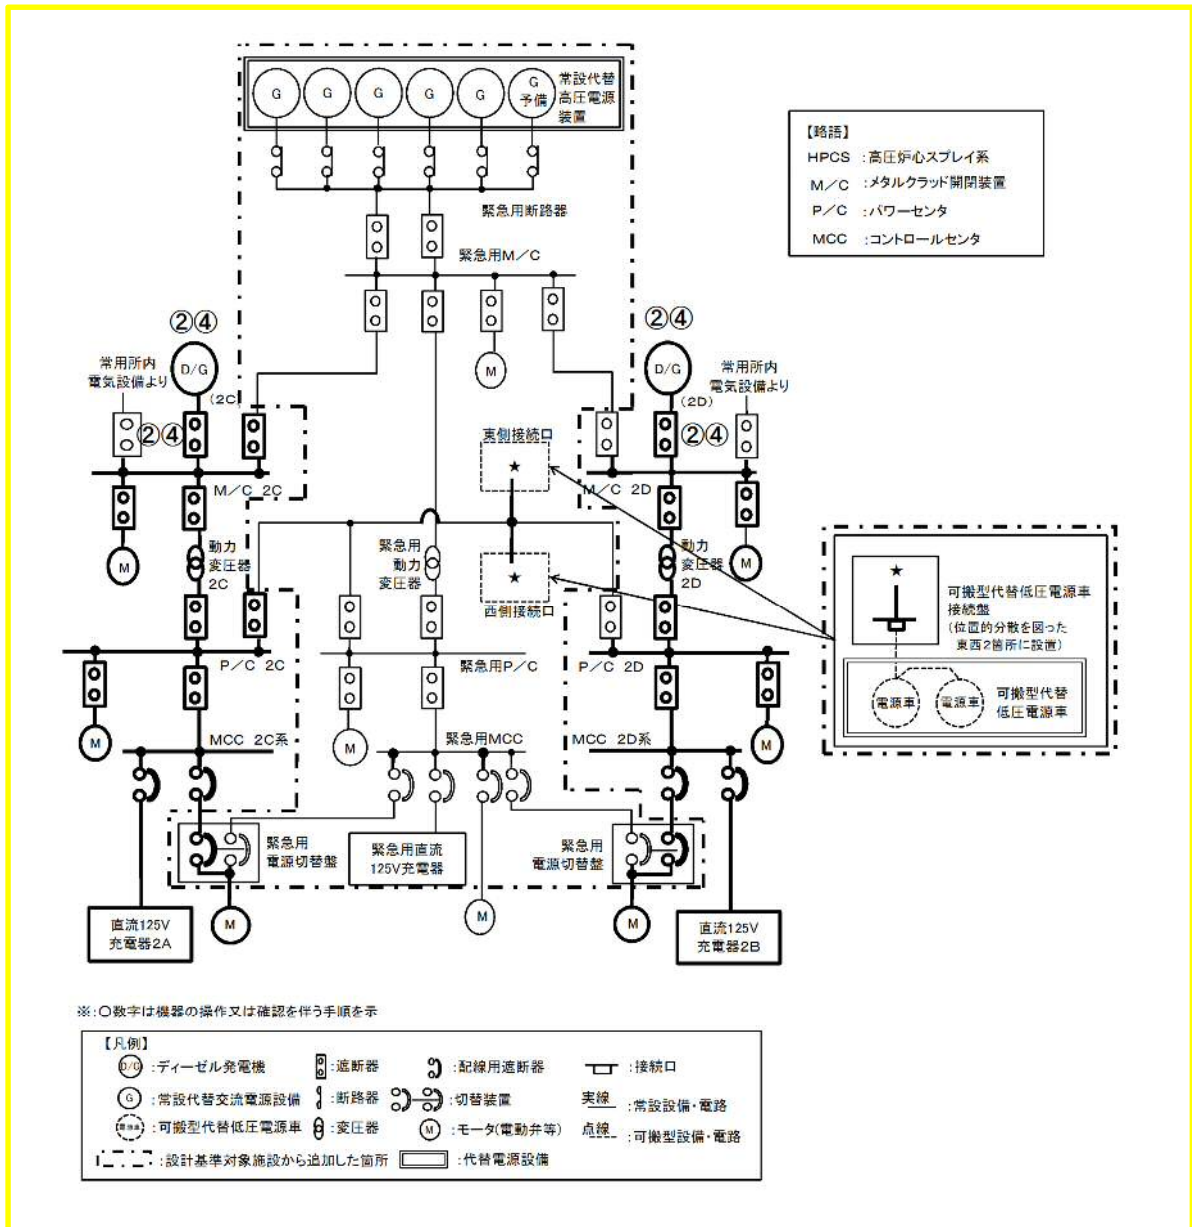 G
G
G
G
G
G
予備
常設代替
高圧電源
装置
【略語】
HPCS :高圧炉心スプレイ系
M/C :メタルクラッド開閉装置
P/C :パワーセンタ
MCC :コントロールセンタ
緊急用断路器
緊急用M/C
②④
D/G
(2C)
常用所内
電気設備より
②④
M
②④
D/G
(2D)
常用所内
電気設備より
②④
東側接続口
★
M/C 2C
M/C 2D
動力
変圧器
2C
緊急用
動力
変圧器
★
西側接続口
動力
変圧器
2D
M
M
★
可搬型代替低圧電源車
接続盤
(位置的分散を図った
東西2箇所に設置)
電源車
電源車
可搬型代替
低圧電源車
P/C 2C
緊急用P/C
P/C 2D
M
M
M
MCC 2C系
緊急用MCC
MCC 2D系
緊急用
電源切替盤
緊急用直流
125V充電器
緊急用
電源切替盤
直流125V
充電器2A
M
M
M
直流125V
充電器2B
※:○数字は機器の操作又は確認を伴う手順を示
【凡例】
D/G :ディーゼル発電機
:遮断器
:配線用遮断器
:接続口
G :常設代替交流電源設備
:断路器
:切替装置
実線 :常設設備・電路
電源車 :可搬型代替低圧電源車
:変圧器
M :モータ(電動弁等)
点線 :可搬型設備・電路
:設計基準対象施設から追加した箇所
:代替電源設備